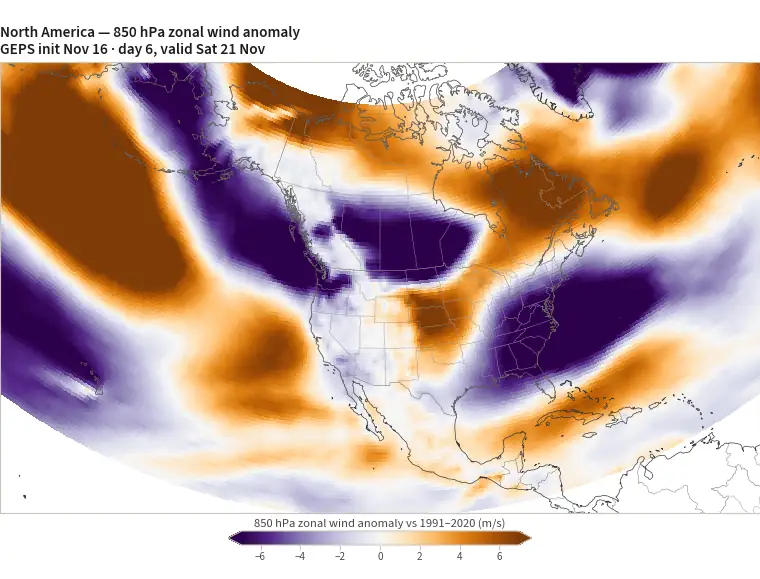 North America — 850 hPa zonal wind anomaly
GEPS init Nov 16 · day 6, valid Sat 21 Nov
850 hPa zonal wind anomaly vs 1991–2020 (m/s)
−6 −4 −2 0 2 4 6